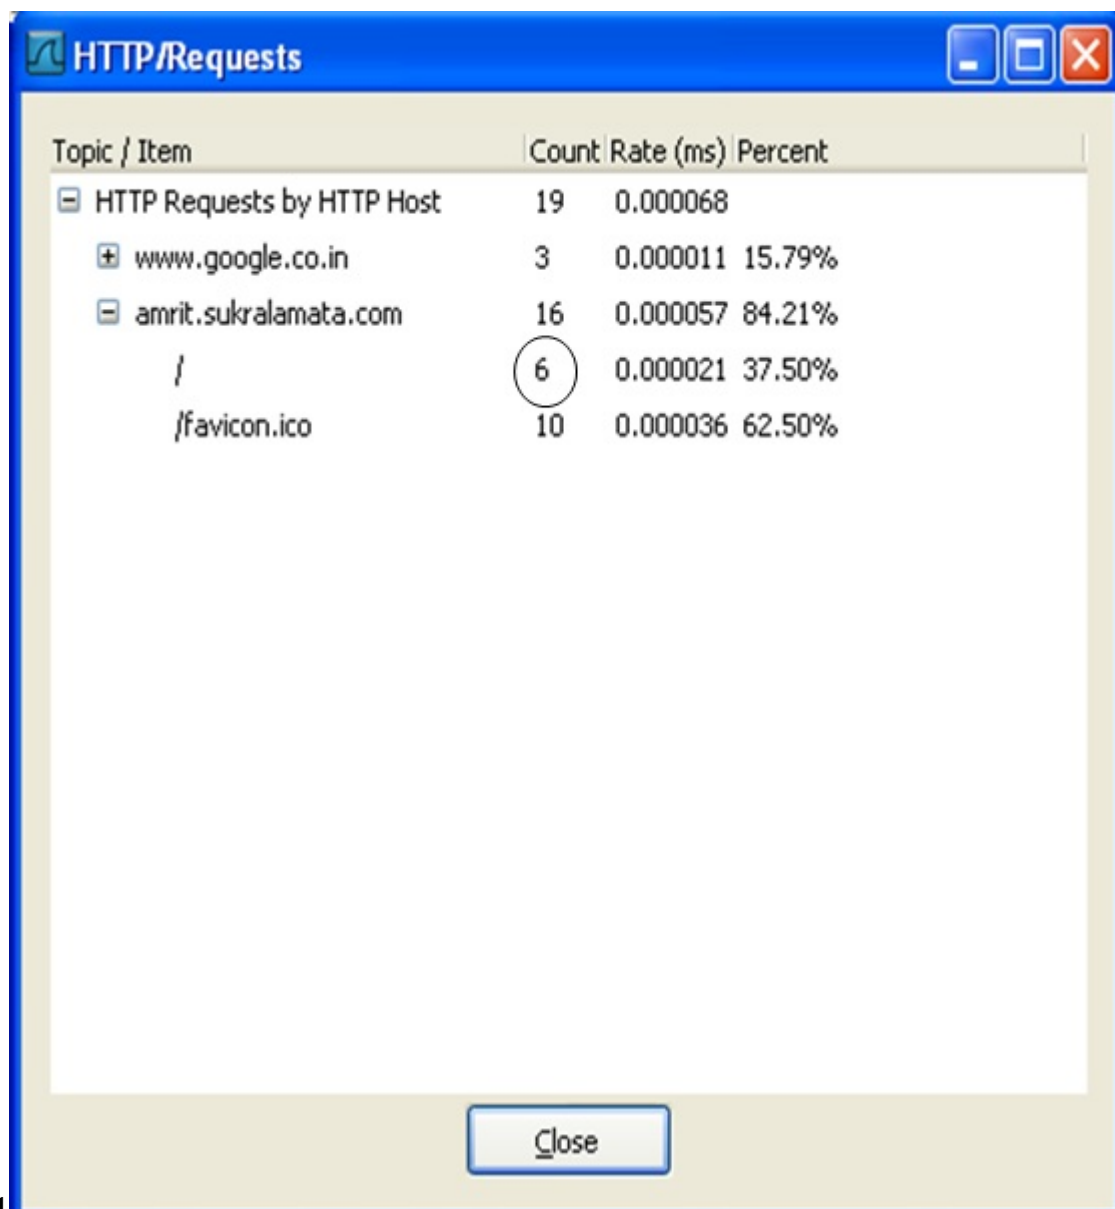 HTTP/Requests
Topic / Item Count Rate (ms) Percent
HTTP Requests by HTTP Host 19 0.000068
www.google.co.in 3 0.000011 15.79%
amrit.sukralamata.com 16 0.000057 84.21%
/ 6 0.000021 37.50%
/favicon.ico 10 0.000036 62.50%
Close